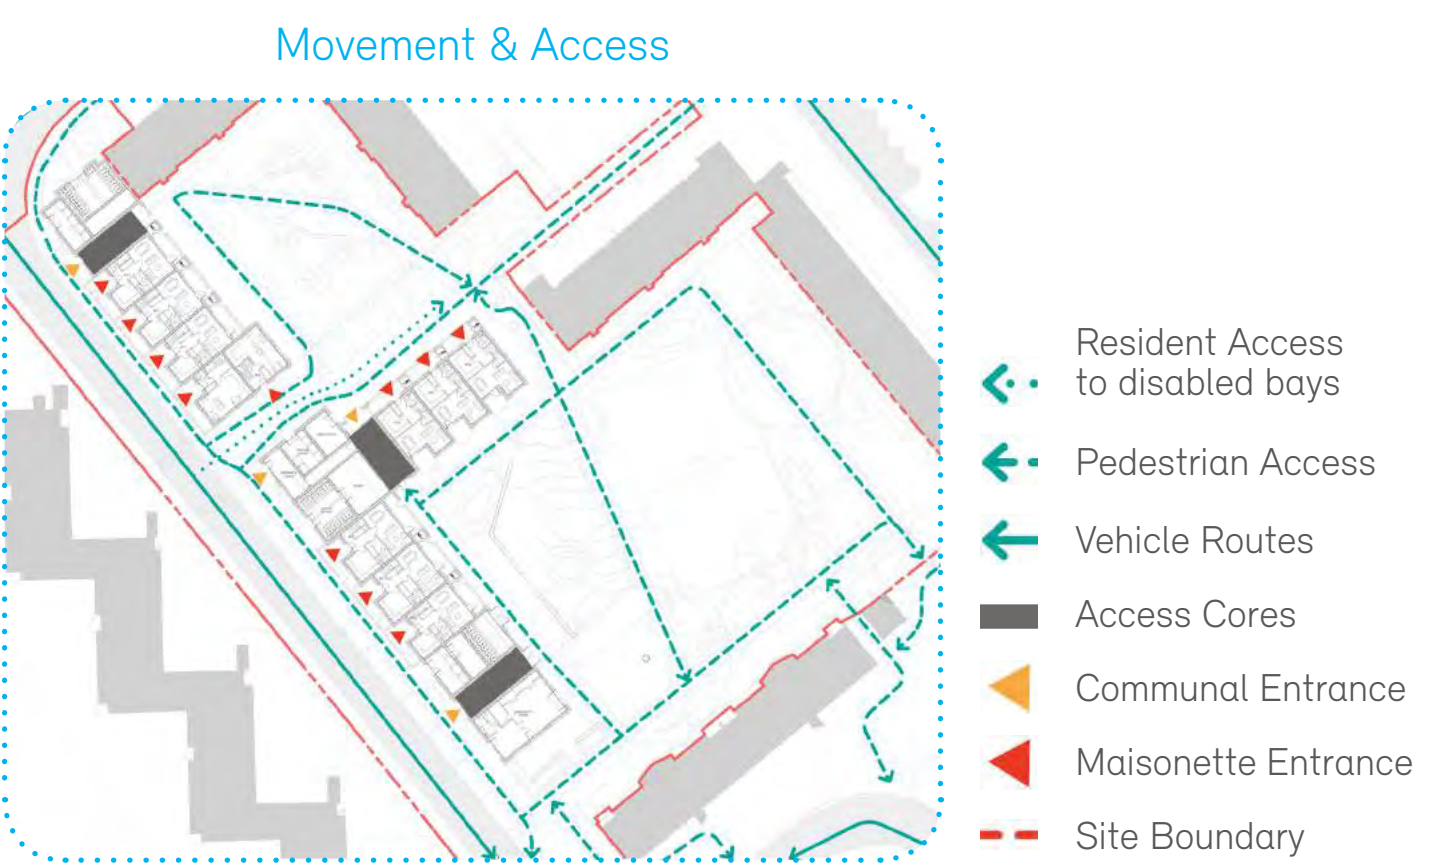 Movement & Access
Resident Access
to disabled bays
Pedestrian Access
Vehicle Routes
Access Cores
Communal Entrance
Maisonette Entrance
Site Boundary